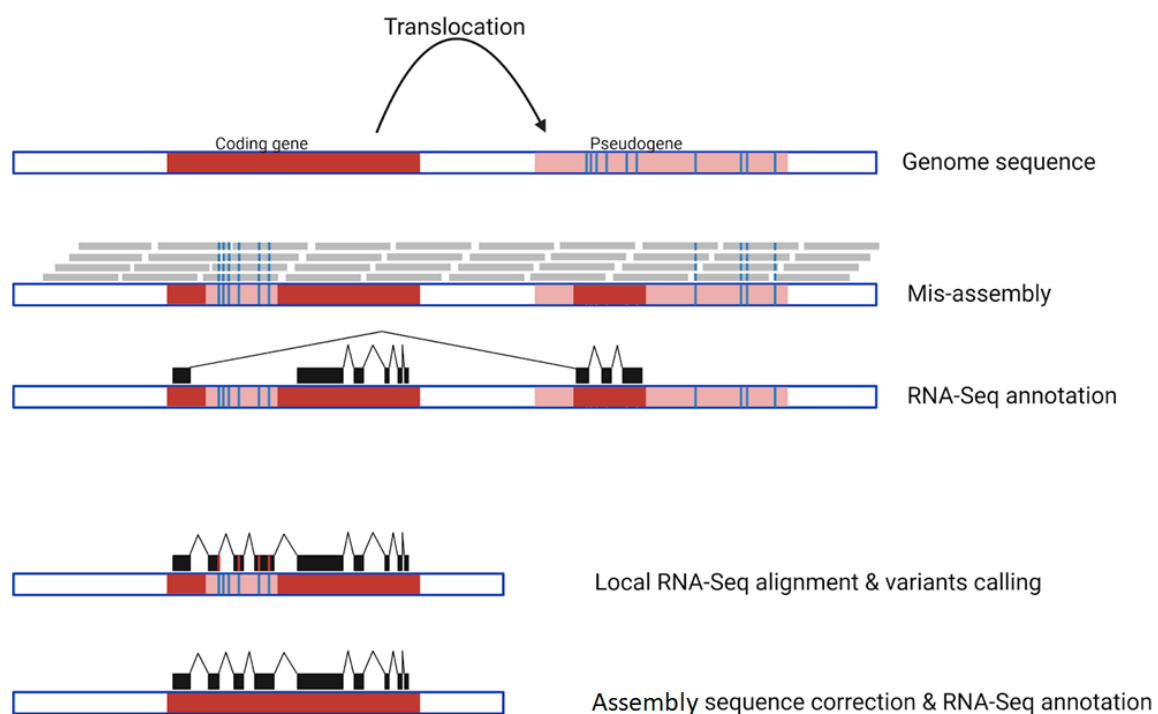 Translocation
Coding gene
Pseudogene
Genome sequence
Mis-assembly
RNA-Seq annotation
Local RNA-Seq alignment & variants calling
Assembly sequence correction & RNA-Seq annotation